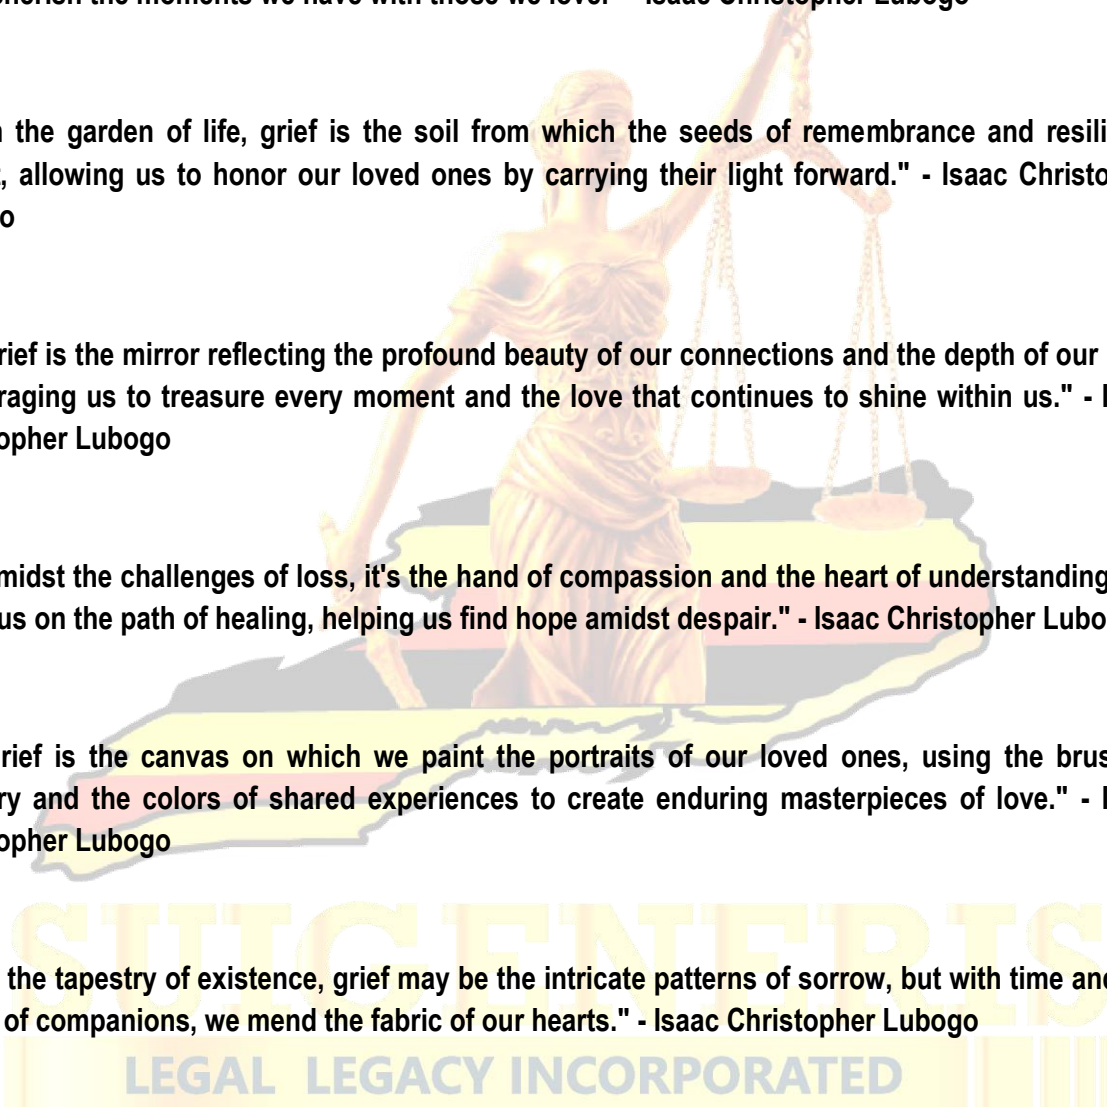 the moments we have with those we love." - Isaac Christopher Lubogo
the garden of life, grief is the soil from which the seeds of remembrance and resili
, allowing us to honor our loved ones by carrying their light forward." - Isaac Christo
o
rief is the mirror reflecting the profound beauty of our connections and the depth of our
raging us to treasure every moment and the love that continues to shine within us." - I
opher Lubogo
midst the challenges of loss, it's the hand of compassion and the heart of understanding
us on the path of healing, helping us find hope amidst despair." - Isaac Christopher Lubo
rief is the canvas on which we paint the portraits of our loved ones, using the brus
ry and the colors of shared experiences to create enduring masterpieces of love." - I
opher Lubogo
SUIGENERIS
the tapestry of existence, grief may be the intricate patterns of sorrow, but with time and
of companions, we mend the fabric of our hearts." - Isaac Christopher Lubogo
LEGAL LEGACY INCORPORATED